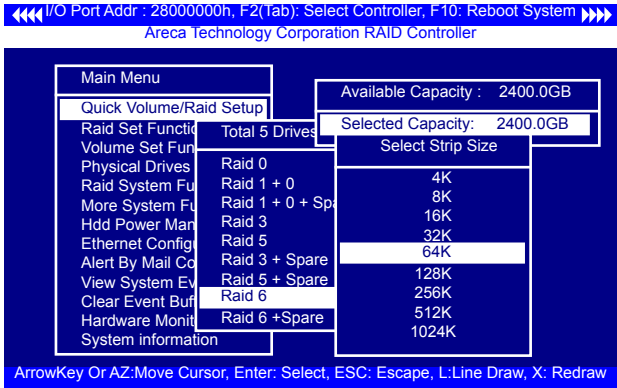 I/O Port Addr : 28000000h, F2(Tab): Select Controller, F10: Reboot System
Areca Technology Corporation RAID Controller
Main Menu
Quick Volume/Raid Setup
Raid Set Functio
Volume Set Fun
Physical Drives
Raid System Fu
More System Fu
Hdd Power Man
Ethernet Configu
Alert By Mail Co
View System Ev
Clear Event Buf
Hardware Monit
System information
Total 5 Drives
Raid 0
Raid 1 + 0
Raid 1 + 0 + Spa
Raid 3
Raid 5
Raid 3 + Spare
Raid 5 + Spare
Raid 6
Raid 6 +Spare
Available Capacity : 2400.0GB
Selected Capacity: 2400.0GB
Select Strip Size
4K
8K
16K
32K
64K
128K
256K
512K
1024K
ArrowKey Or AZ:Move Cursor, Enter: Select, ESC: Escape, L:Line Draw, X: Redraw